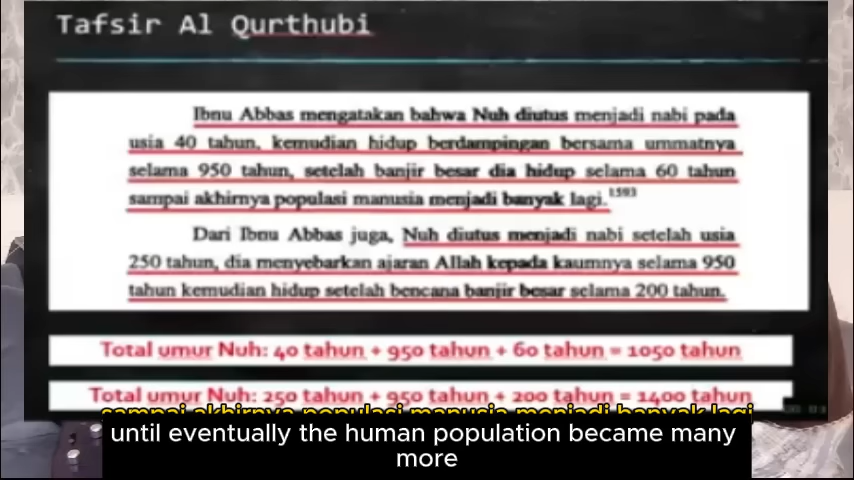 Tafsir Al Qurthubi
Ibnu Abbas mengatakan bahwa Nuh diutus menjadi nabi pada
usia 40 tahun, kemudian hidup berdampingan bersama ummatnya
selama 950 tahun, setelah banjir besar dia hidup selama 60 tahun
sampai akhirnya populasi manusia menjadi banyak lagi.1593
Dari Ibnu Abbas juga, Nuh diutus menjadi nabi setelah usia
250 tahun, dia menyebarkan ajaran Allah kepada kaumnya selama 950
tahun kemudian hidup setelah bencana banjir besar selama 200 tahun.
Total umur Nuh: 40 tahun + 950 tahun + 60 tahun = 1050 tahun
Total umur Nuh: 250 tahun + 950 tahun + 200 tahun = 1400 tahun
sampai akhirnya populasi manusia menjadi banyak lagi
until eventually the human population became many
more